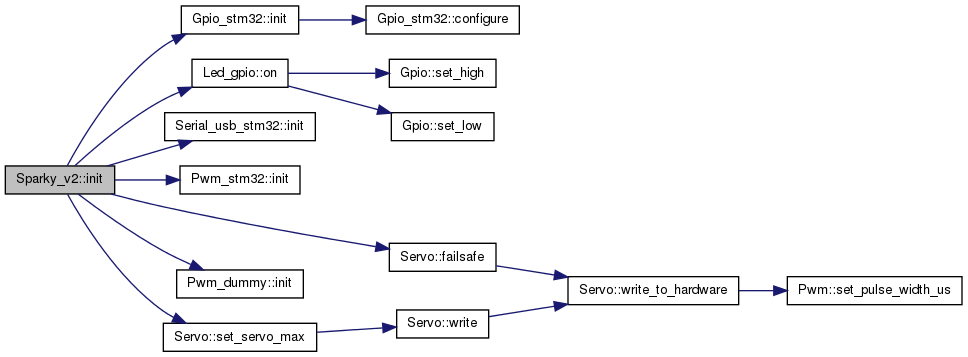 Gpio_stm32::init
Gpio_stm32::configure
Led_gpio::on
Gpio::set_high
Serial_usb_stm32::init
Gpio::set_low
Sparky_v2::init
Pwm_stm32::init
Servo::failsafe
Pwm_dummy::init
Servo::write_to_hardware
Pwm::set_pulse_width_us
Servo::set_servo_max
Servo::write